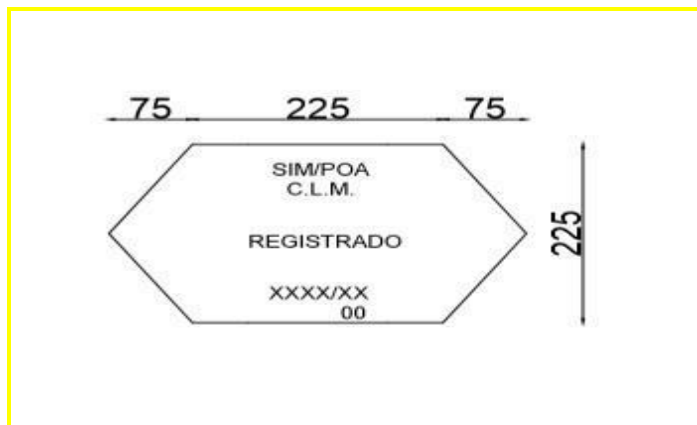 75 225 75
SIM/POA
C.L.M.
225
REGISTRADO
XXXX/XX
00